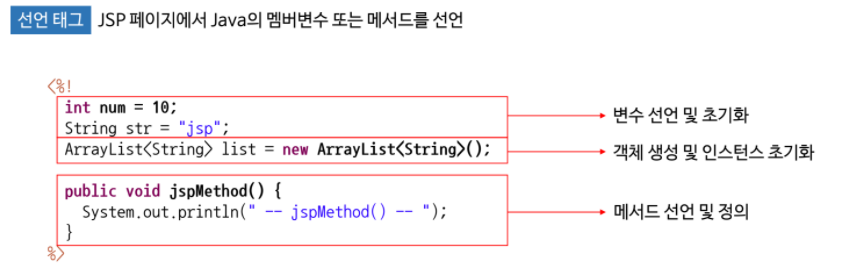 선언 태그 JSP 페이지에서 Java의 멤버변수 또는 메서드를 선언
<%!
int num = 10;
String str = "jsp"; 변수 선언 및 초기화
ArrayList<String> list = new ArrayList<String>(); 객체 생성 및 인스턴스 초기화
public void jspMethod() {
System.out.println(" -- jspMethod() -- "); 메서드 선언 및 정의
}
%>